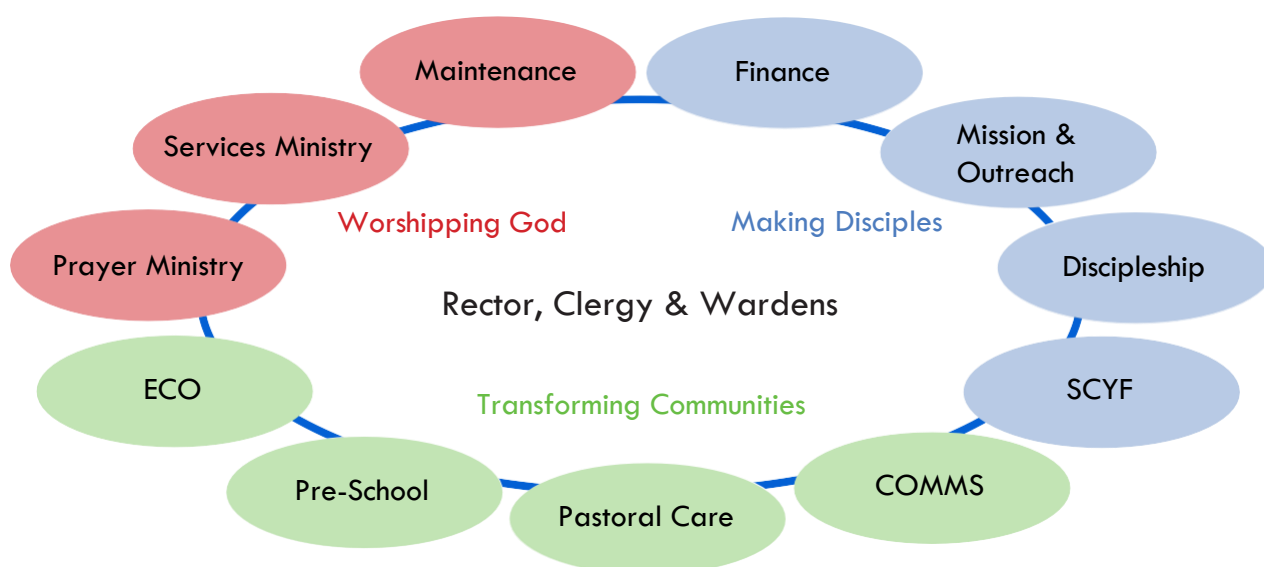 Maintenance
Finance
Services Ministry
Mission &
Outreach
Worshipping God
Making Disciples
Prayer Ministry
Discipleship
Rector, Clergy & Wardens
ECO
SCYF
Transforming Communities
Pre-School
COMMS
Pastoral Care